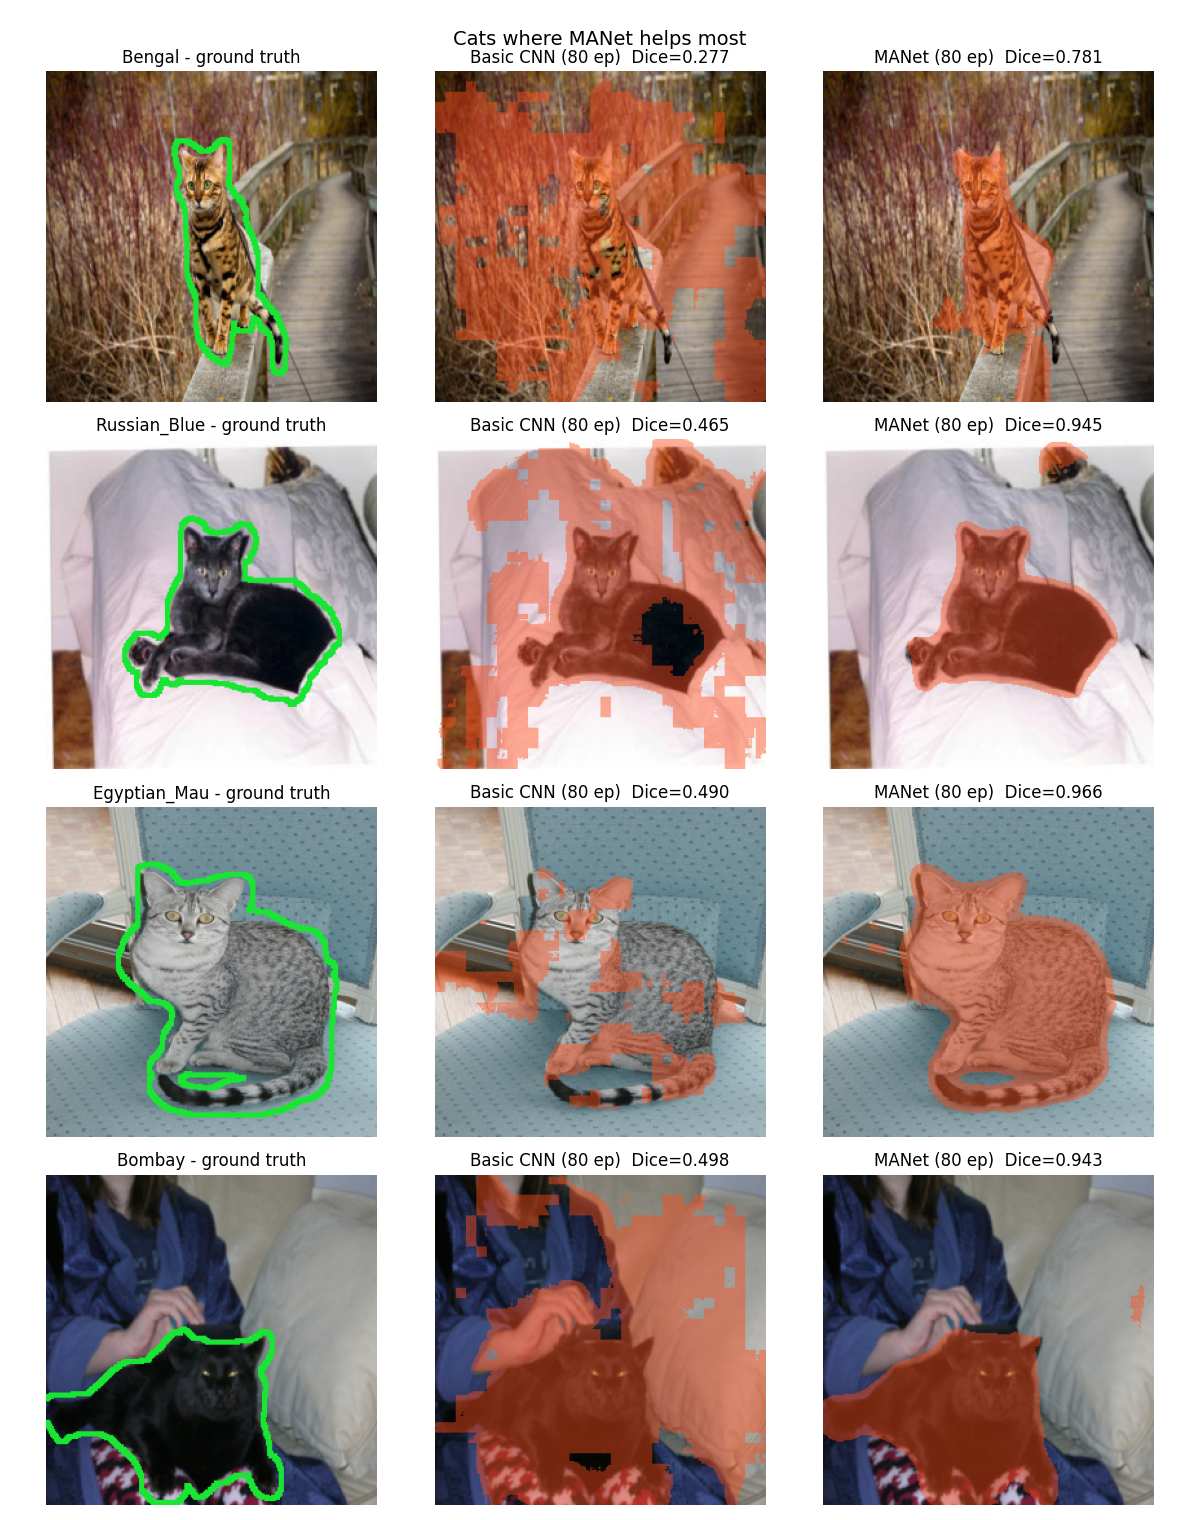 Cats where MANet helps most
Bengal - ground truth
Basic CNN (80 ep)  Dice=0.277
MANet (80 ep)  Dice=0.781
Russian_Blue - ground truth
Basic CNN (80 ep)  Dice=0.465
MANet (80 ep)  Dice=0.945
Egyptian_Mau - ground truth
Basic CNN (80 ep)  Dice=0.490
MANet (80 ep)  Dice=0.966
Bombay - ground truth
Basic CNN (80 ep)  Dice=0.498
MANet (80 ep)  Dice=0.943